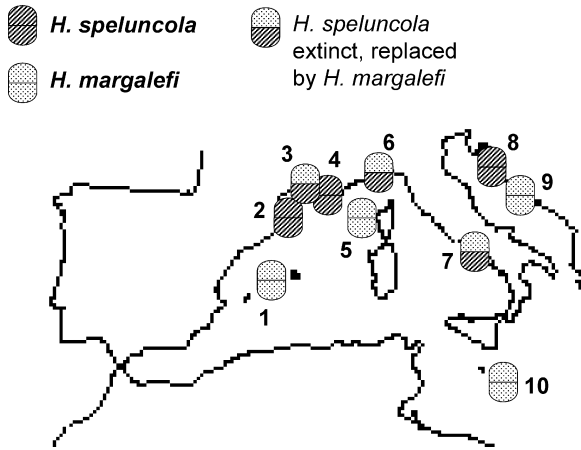 H. speluncola
H. margalefi
H. speluncola
extinct, replaced
by H. margalefi
3
4
6
8
9
2
5
7
1
10